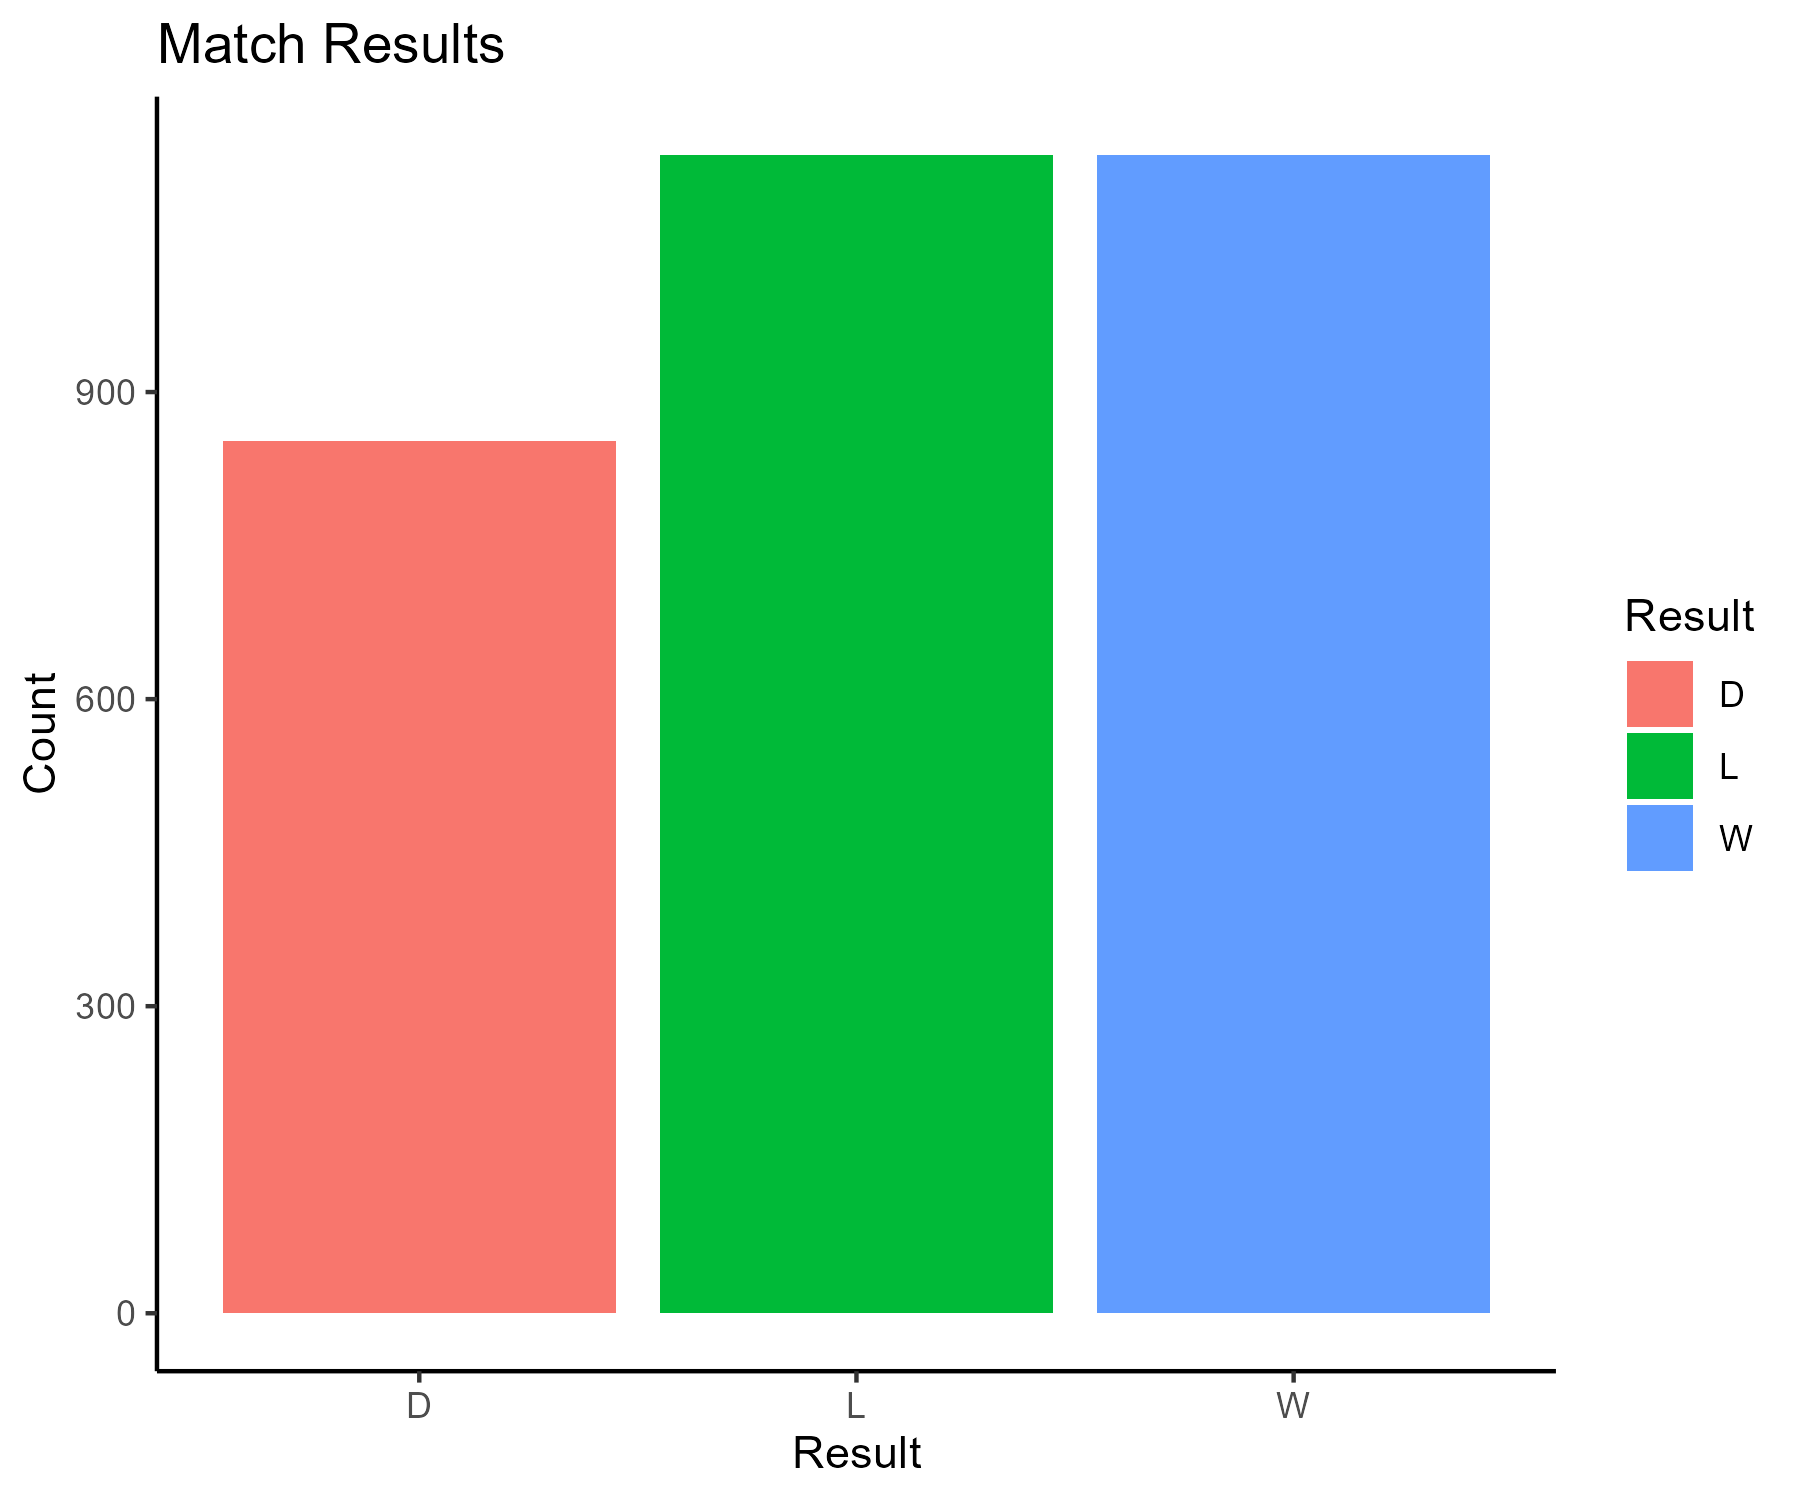 Match Results
Count
900
600
300
0
D
L
W
Result
Result
D
L
W